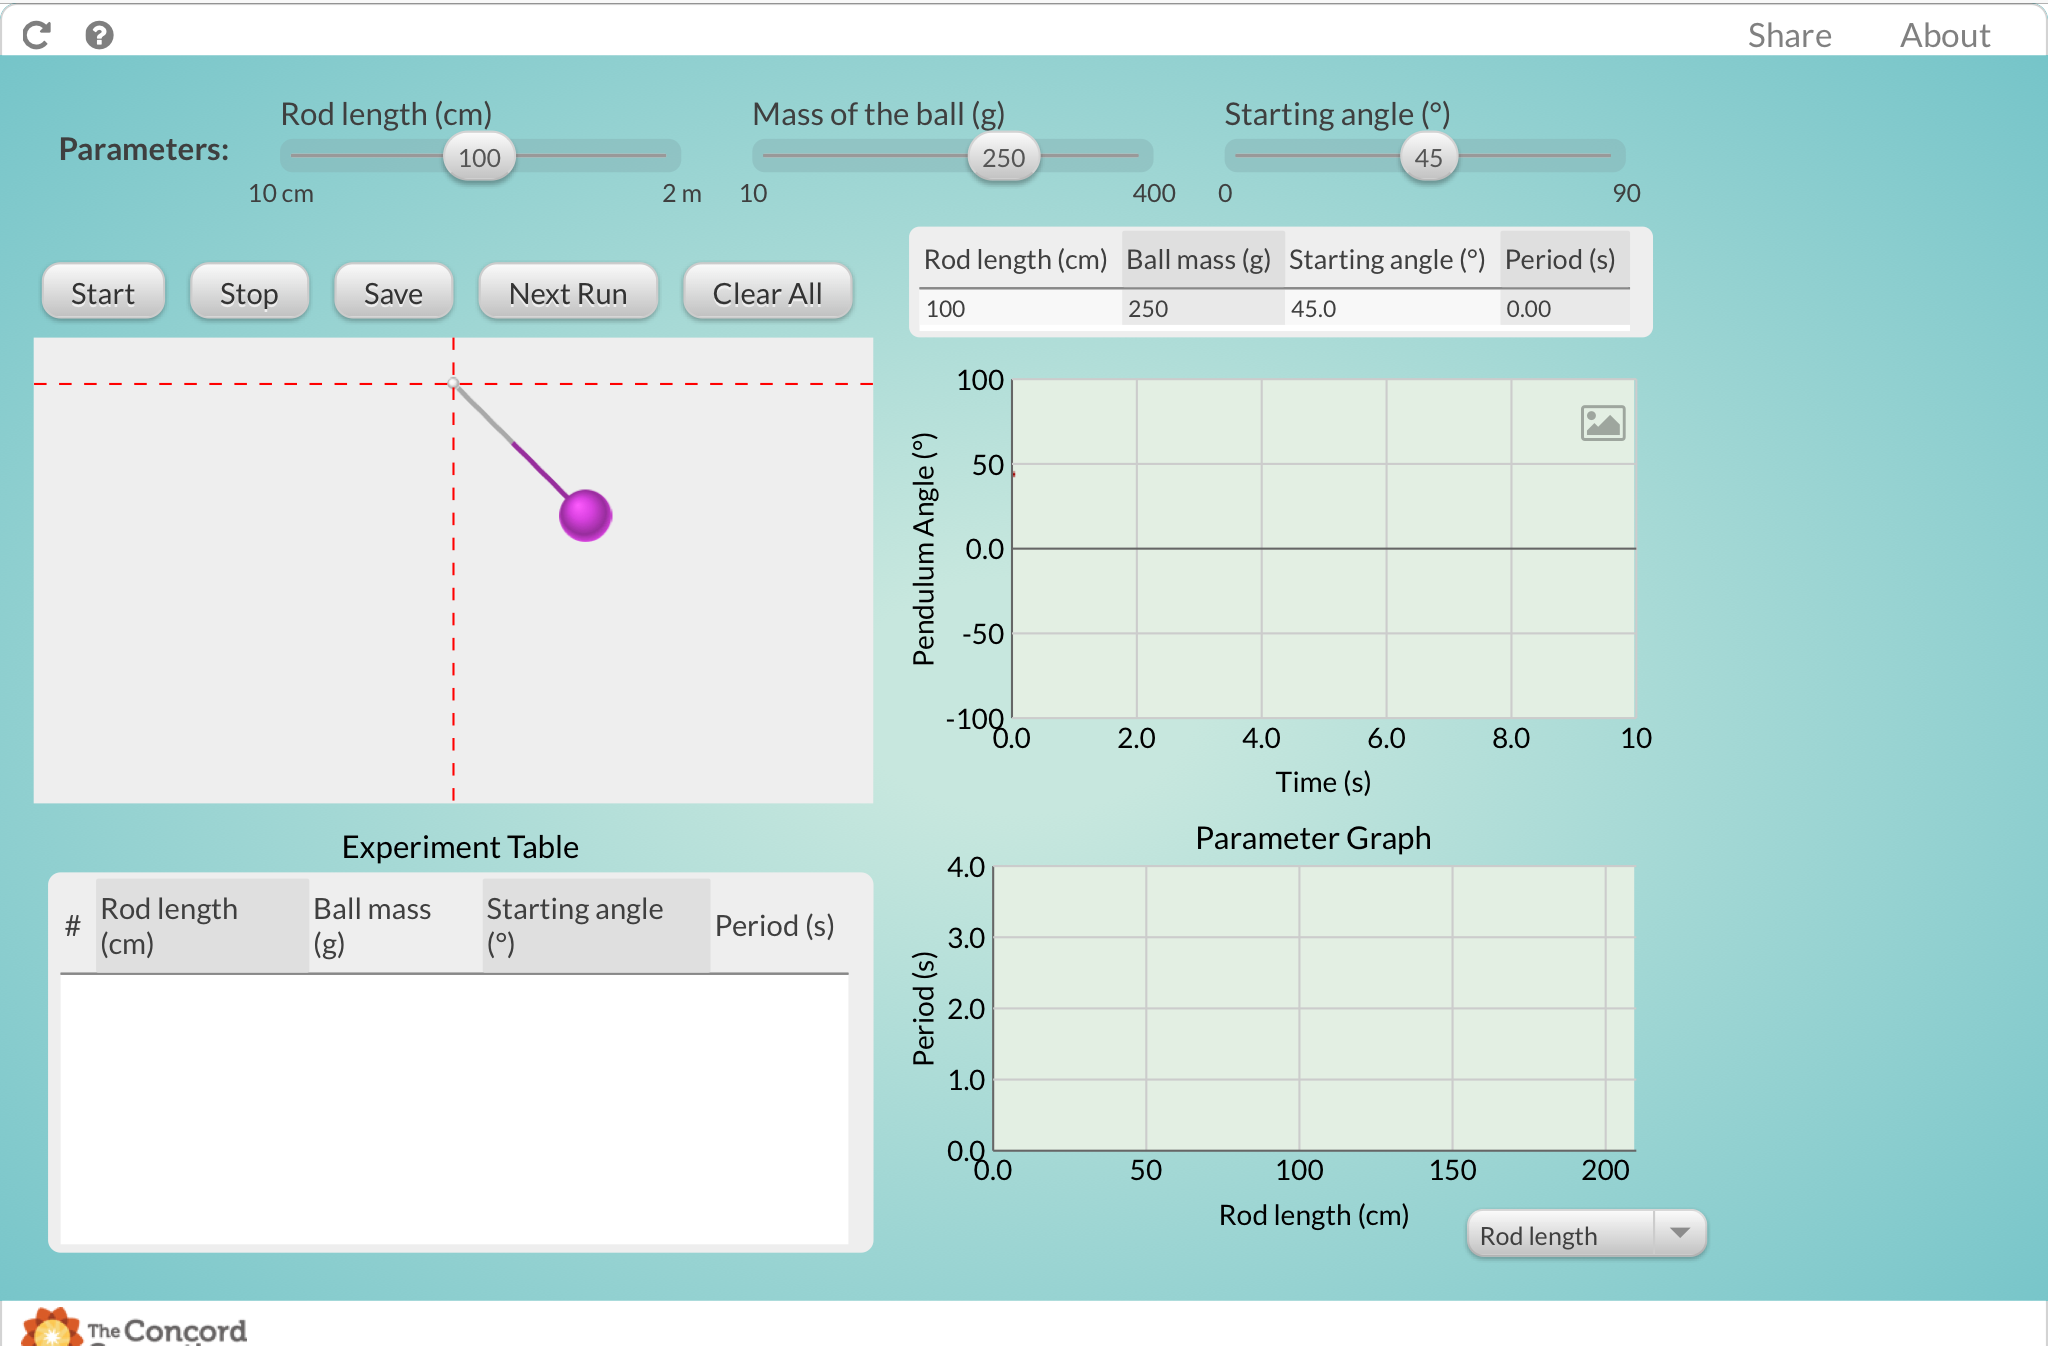 Share About
Parameters:
Rod length (cm)
100
10 cm 2 m
Mass of the ball (g)
250
10 400
Starting angle (°)
45
0 90
Start Stop Save Next Run Clear All
Rod length (cm) Ball mass (g) Starting angle (°) Period (s)
100 250 45.0 0.00
Pendulum Angle (°)
100
50
0.0
-50
-100
0.0 2.0 4.0 6.0 8.0 10
Time (s)
Experiment Table
# Rod length (cm) Ball mass (g) Starting angle (°) Period (s)
Parameter Graph
Period (s)
4.0
3.0
2.0
1.0
0.0
0.0 50 100 150 200
Rod length (cm)
Rod length
The Concord